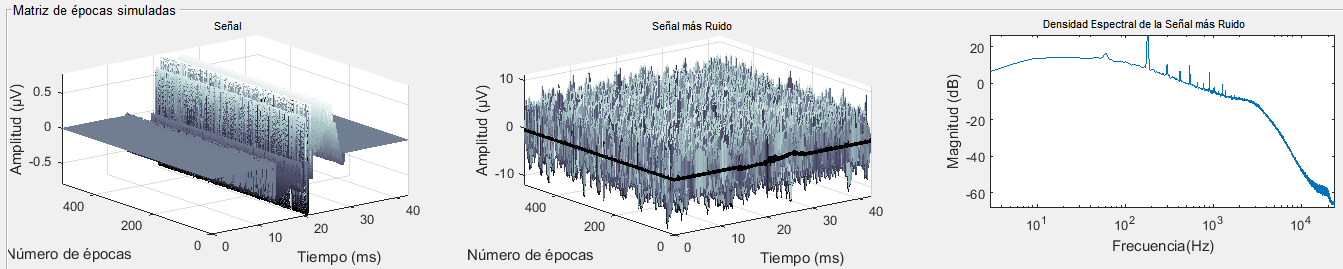 Matriz de épocas simuladas
Señal
0.5
0
-0.5
Amplitud (µV)
400
200
0
Número de épocas
0
10
20
30
40
Tiempo (ms)
Señal más Ruido
10
0
-10
Amplitud (µV)
400
200
0
Número de épocas
0
10
20
30
40
Tiempo (ms)
Densidad Espectral de la Señal más Ruido
20
0
-20
-40
-60
Magnitud (dB)
10¹
10²
10³
10⁴
Frecuencia(Hz)